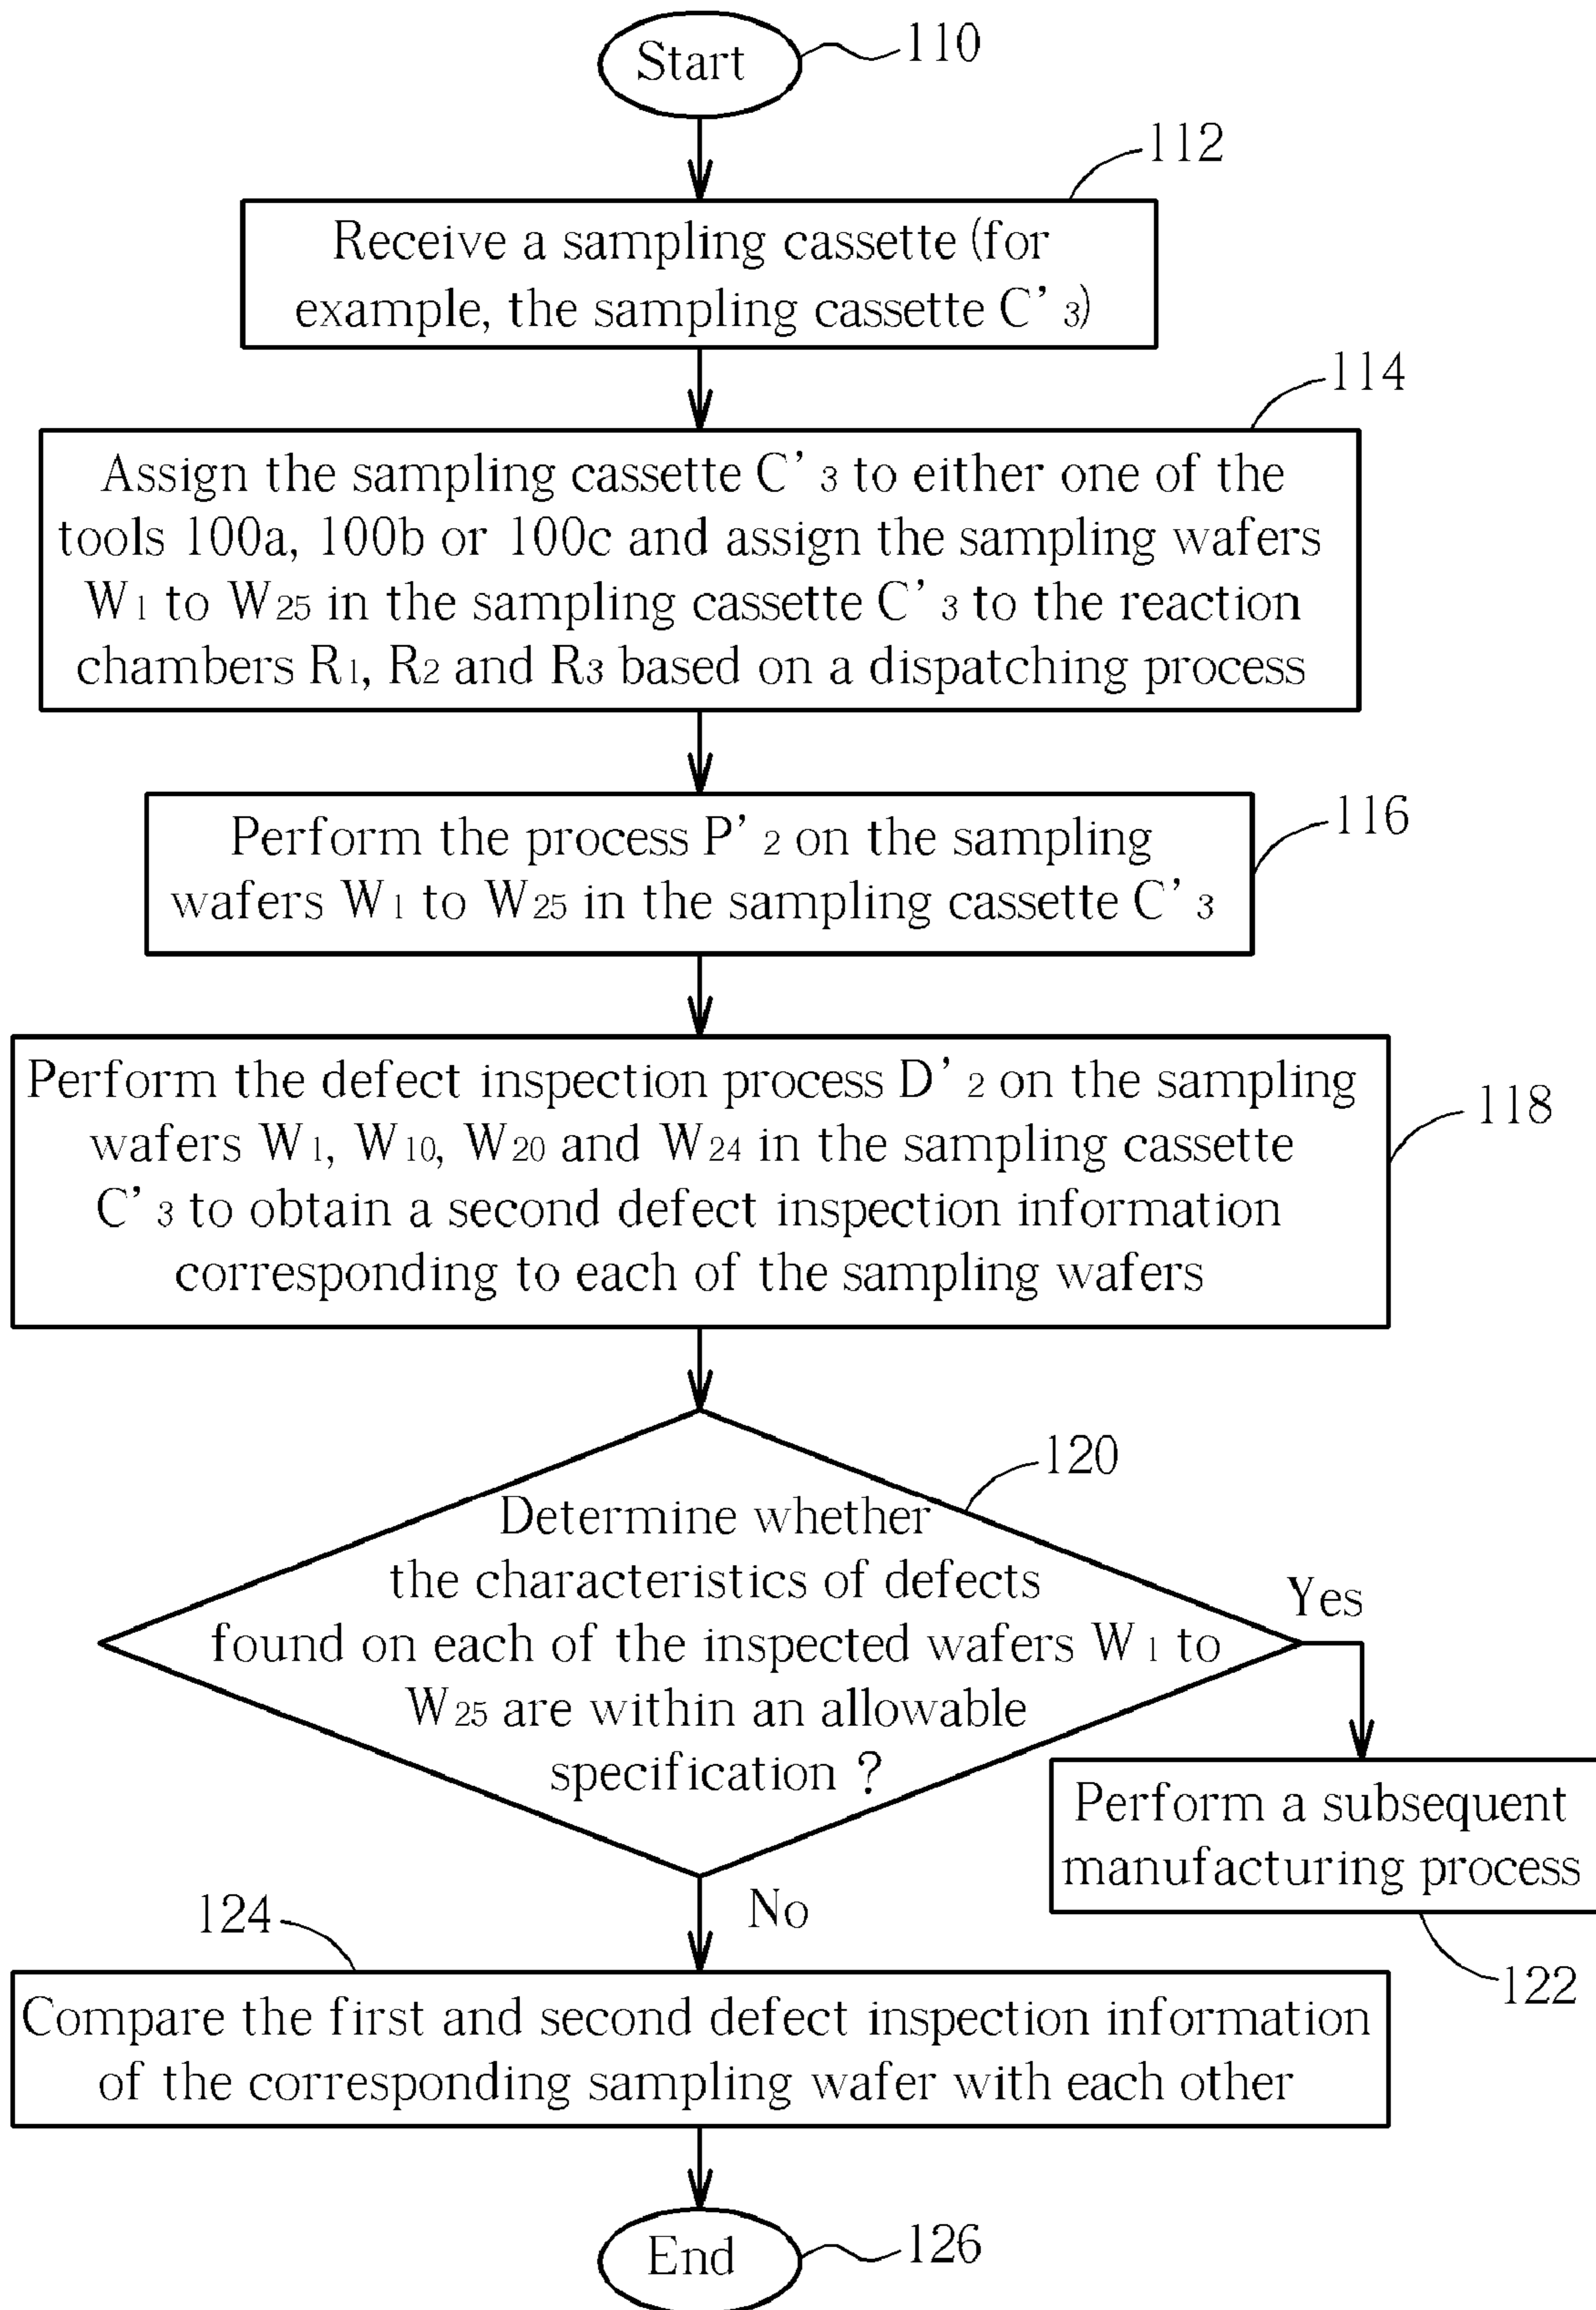 Start
110
112
Receive a sampling cassette (for
example, the sampling cassette C’3)
114
Assign the sampling cassette C’3 to either one of the
tools 100a, 100b or 100c and assign the sampling wafers
W1 to W25 in the sampling cassette C’3 to the reaction
chambers R1, R2 and R3 based on a dispatching process
116
Perform the process P’2 on the sampling
wafers W1 to W25 in the sampling cassette C’3
118
Perform the defect inspection process D’2 on the sampling
wafers W1, W10, W20 and W24 in the sampling cassette
C’3 to obtain a second defect inspection information
corresponding to each of the sampling wafers
120
Determine whether
the characteristics of defects
found on each of the inspected wafers W1 to
W25 are within an allowable
specification ?
Yes
Perform a subsequent
manufacturing process
122
No
124
Compare the first and second defect inspection information
of the corresponding sampling wafer with each other
End
126